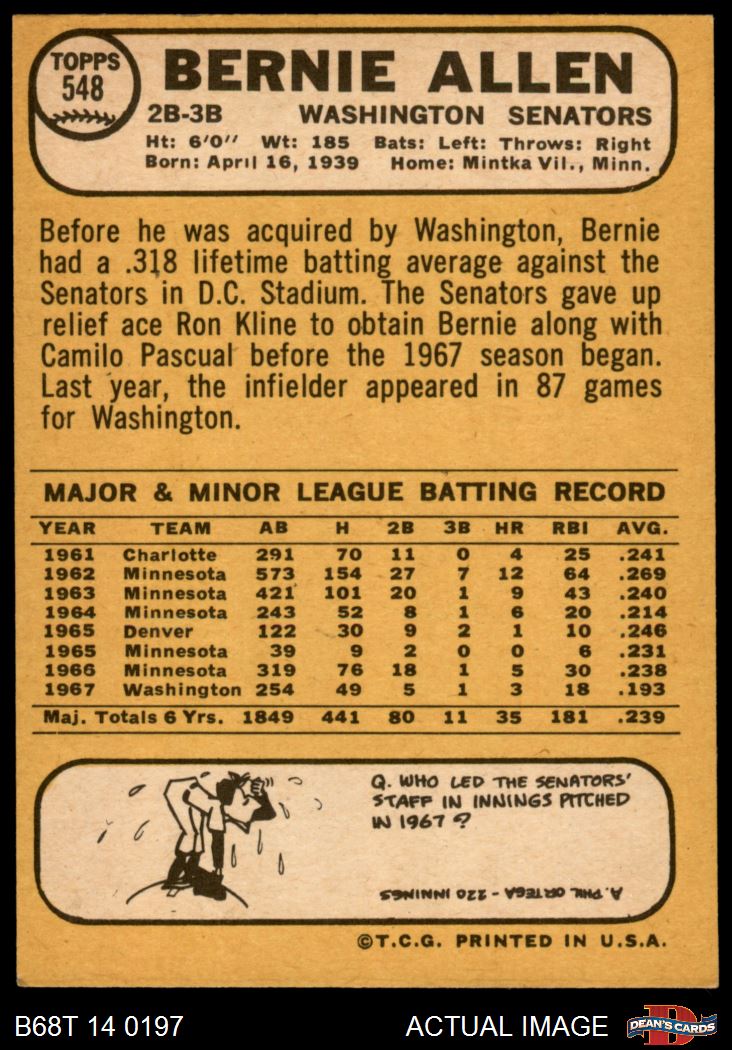 TOPPS
548
BERNIE ALLEN
2B-3B WASHINGTON SENATORS
Ht: 6'0" Wt: 185 Bats: Left: Throws: Right
Born: April 16, 1939 Home: Mintka Vil., Minn.
Before he was acquired by Washington, Bernie
had a .318 lifetime batting average against the
Senators in D.C. Stadium. The Senators gave up
relief ace Ron Kline to obtain Bernie along with
Camilo Pascual before the 1967 season began.
Last year, the infielder appeared in 87 games
for Washington.
MAJOR & MINOR LEAGUE BATTING RECORD
YEAR TEAM AB H 2B 3B HR RBI AVG.
1961 Charlotte 291 70 11 0 4 25 .241
1962 Minnesota 573 154 27 7 12 64 .269
1963 Minnesota 421 101 20 1 9 43 .240
1964 Minnesota 243 52 8 1 6 20 .214
1965 Denver 122 30 9 2 1 10 .246
1965 Minnesota 39 9 2 0 0 6 .231
1966 Minnesota 319 76 18 1 5 30 .238
1967 Washington 254 49 5 1 3 18 .193
Maj. Totals 6 Yrs. 1849 441 80 11 35 181 .239
Q. WHO LED THE SENATORS'
STAFF IN INNINGS PITCHED
IN 1967?
A. PHIL ORTEGA - 220 INNINGS
©T.C.G. PRINTED IN U.S.A.
B68T 14 0197 ACTUAL IMAGE
D
DEAN'S CARDS